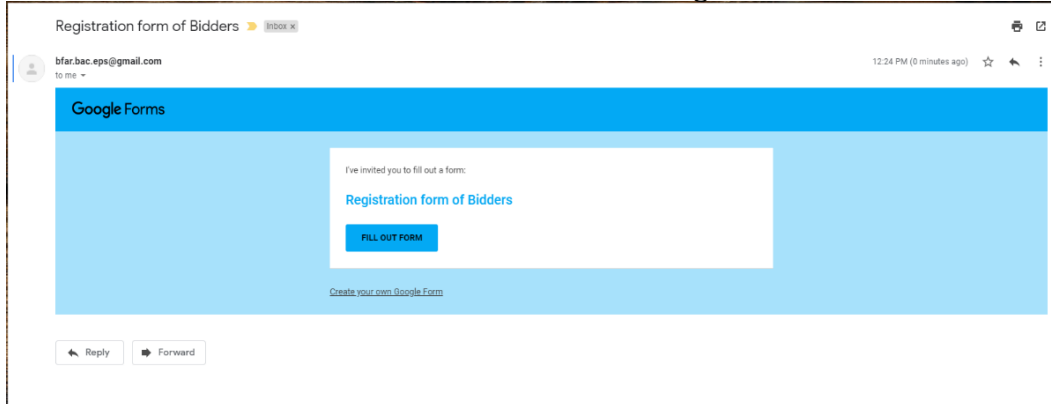 Registration form of Bidders Inbox x
bfar.bac.eps@gmail.com 12:24 PM (0 minutes ago)
to me
Google Forms
I've invited you to fill out a form:
Registration form of Bidders
FILL OUT FORM
Create your own Google Form
Reply Forward